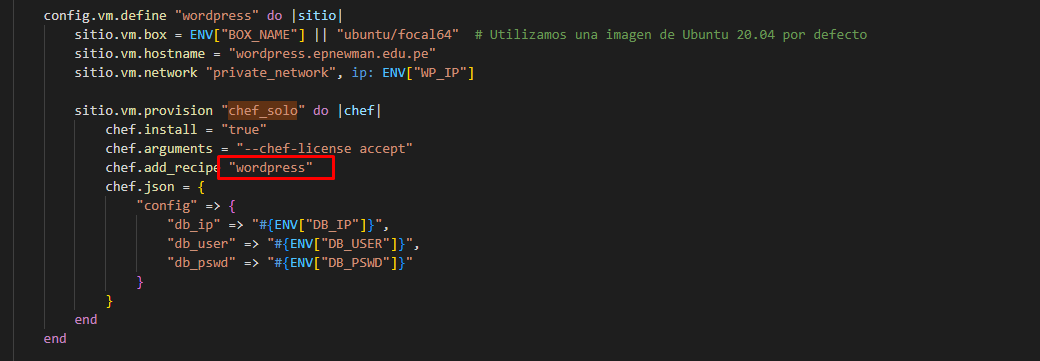 config.vm.define "wordpress" do |sitio|
sitio.vm.box = ENV["BOX_NAME"] || "ubuntu/focal64"  # Utilizamos una imagen de Ubuntu 20.04 por defecto
sitio.vm.hostname = "wordpress.epnewman.edu.pe"
sitio.vm.network "private_network", ip: ENV["WP_IP"]
sitio.vm.provision "chef_solo" do |chef|
chef.install = "true"
chef.arguments = "--chef-license accept"
chef.add_recipe "wordpress"
chef.json = {
"config" => {
"db_ip" => "#{ENV["DB_IP"]}",
"db_user" => "#{ENV["DB_USER"]}",
"db_pswd" => "#{ENV["DB_PSWD"]}"
}
}
end
end